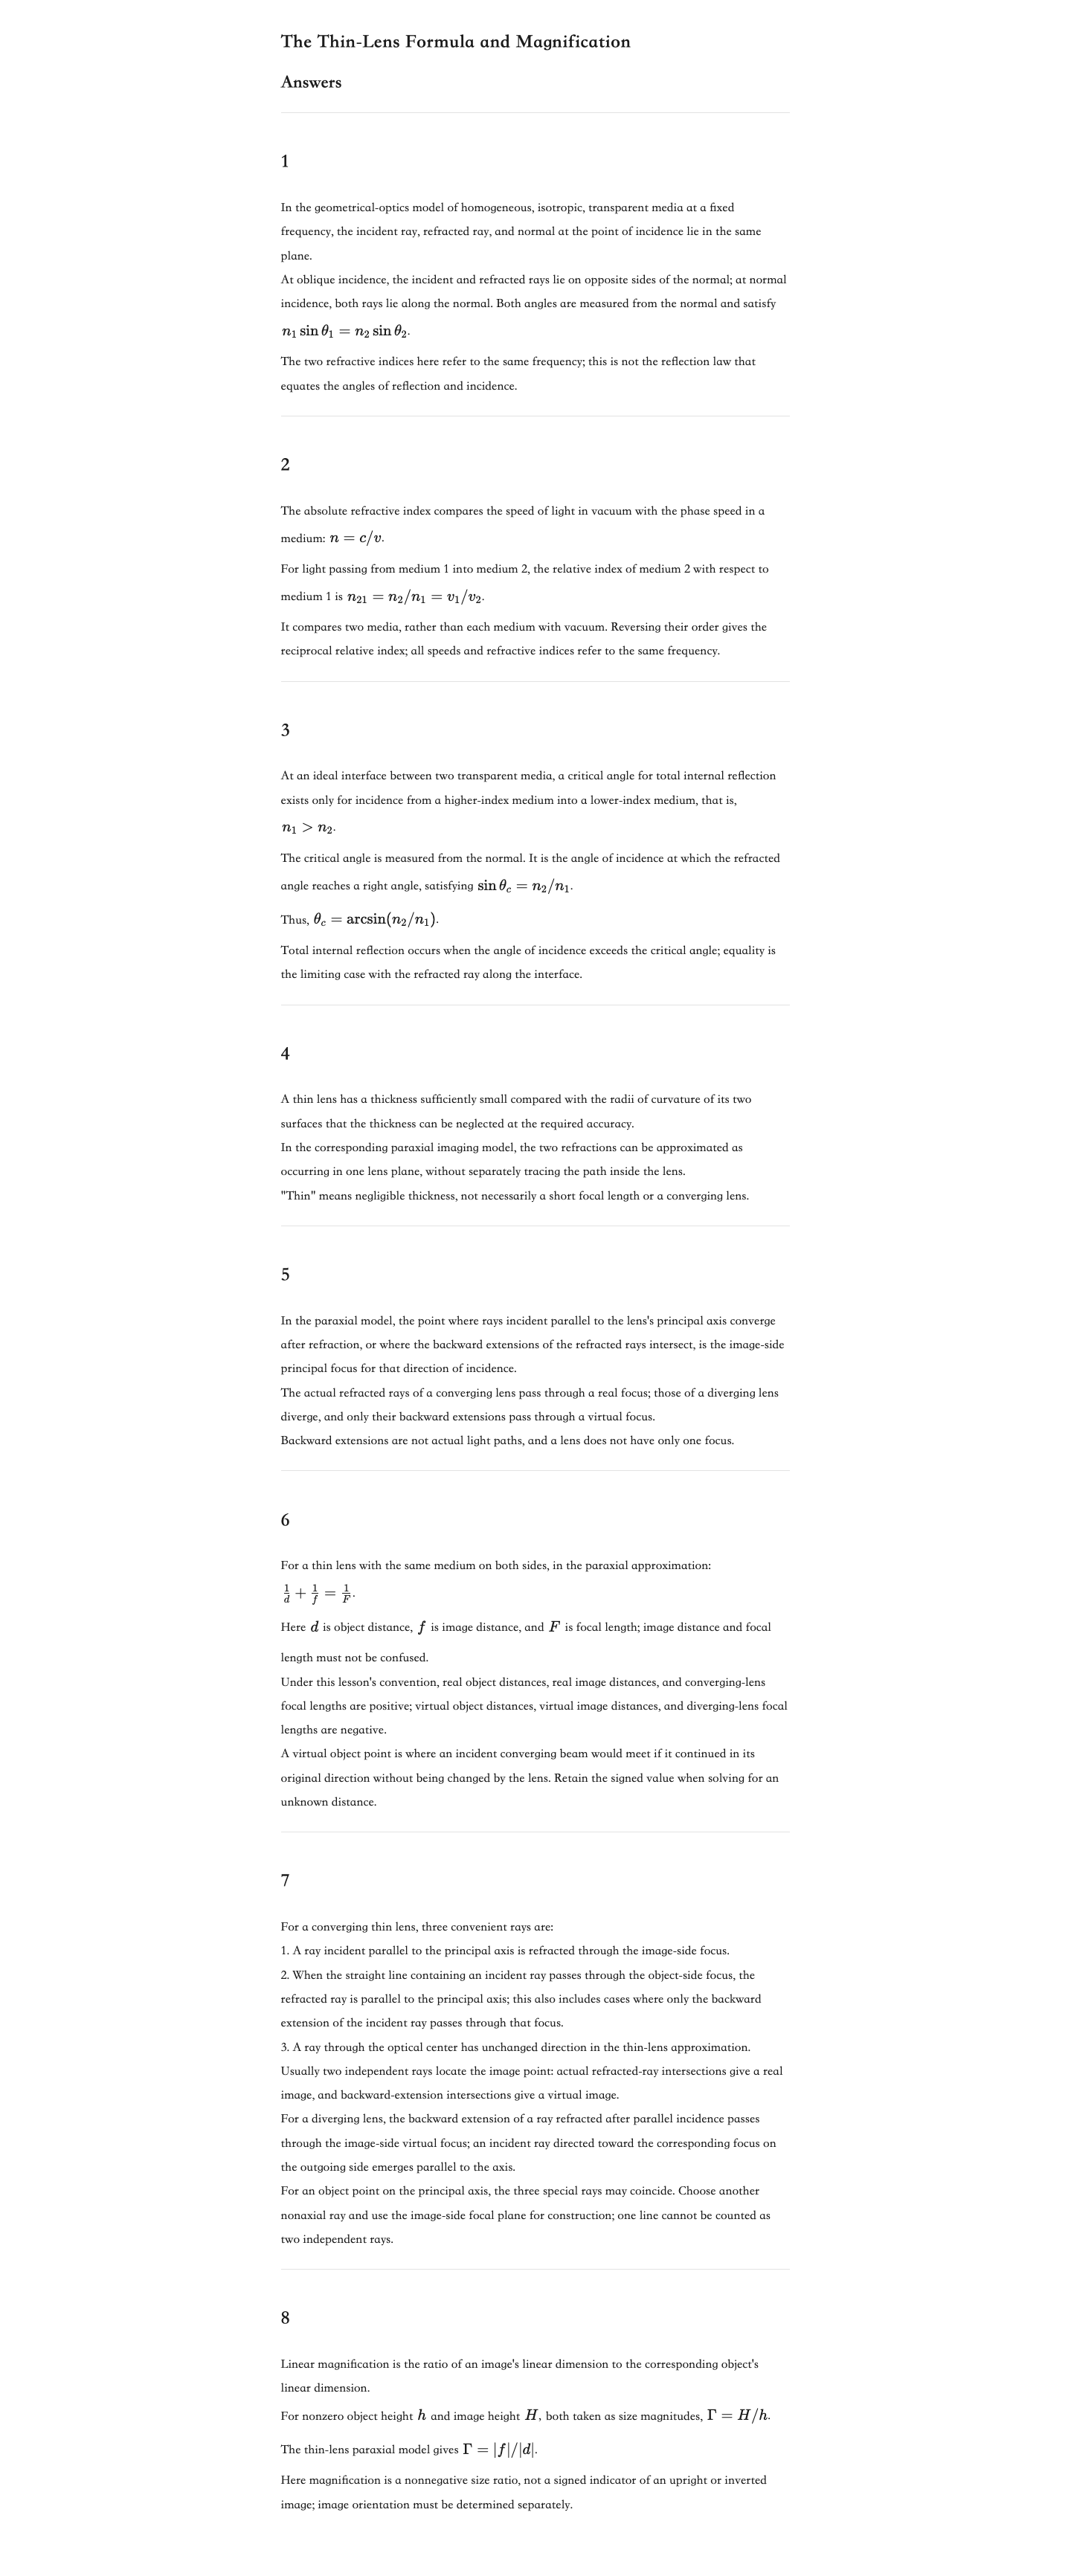 The Thin-Lens Formula and Magnification
Answers
1
In the geometrical-optics model of homogeneous, isotropic, transparent media at a fixed
frequency, the incident ray, refracted ray, and normal at the point of incidence lie in the same
plane.
At oblique incidence, the incident and refracted rays lie on opposite sides of the normal; at normal
incidence, both rays lie along the normal. Both angles are measured from the normal and satisfy
n₁ sin θ₁ = n₂ sin θ₂.
The two refractive indices here refer to the same frequency; this is not the reflection law that
equates the angles of reflection and incidence.
2
The absolute refractive index compares the speed of light in vacuum with the phase speed in a
medium: n = c/v.
For light passing from medium 1 into medium 2, the relative index of medium 2 with respect to
medium 1 is n₂₁ = n₂/n₁ = v₁/v₂.
It compares two media, rather than each medium with vacuum. Reversing their order gives the
reciprocal relative index; all speeds and refractive indices refer to the same frequency.
3
At an ideal interface between two transparent media, a critical angle for total internal reflection
exists only for incidence from a higher-index medium into a lower-index medium, that is,
n₁ > n₂.
The critical angle is measured from the normal. It is the angle of incidence at which the refracted
angle reaches a right angle, satisfying sin θ_c = n₂/n₁.
Thus, θ_c = arcsin(n₂/n₁).
Total internal reflection occurs when the angle of incidence exceeds the critical angle; equality is
the limiting case with the refracted ray along the interface.
4
A thin lens has a thickness sufficiently small compared with the radii of curvature of its two
surfaces that the thickness can be neglected at the required accuracy.
In the corresponding paraxial imaging model, the two refractions can be approximated as
occurring in one lens plane, without separately tracing the path inside the lens.
"Thin" means negligible thickness, not necessarily a short focal length or a converging lens.
5
In the paraxial model, the point where rays incident parallel to the lens's principal axis converge
after refraction, or where the backward extensions of the refracted rays intersect, is the image-side
principal focus for that direction of incidence.
The actual refracted rays of a converging lens pass through a real focus; those of a diverging lens
diverge, and only their backward extensions pass through a virtual focus.
Backward extensions are not actual light paths, and a lens does not have only one focus.
6
For a thin lens with the same medium on both sides, in the paraxial approximation:
1/d + 1/f = 1/F.
Here d is object distance, f is image distance, and F is focal length; image distance and focal
length must not be confused.
Under this lesson's convention, real object distances, real image distances, and converging-lens
focal lengths are positive; virtual object distances, virtual image distances, and diverging-lens focal
lengths are negative.
A virtual object point is where an incident converging beam would meet if it continued in its
original direction without being changed by the lens. Retain the signed value when solving for an
unknown distance.
7
For a converging thin lens, three convenient rays are:
1. A ray incident parallel to the principal axis is refracted through the image-side focus.
2. When the straight line containing an incident ray passes through the object-side focus, the
refracted ray is parallel to the principal axis; this also includes cases where only the backward
extension of the incident ray passes through that focus.
3. A ray through the optical center has unchanged direction in the thin-lens approximation.
Usually two independent rays locate the image point: actual refracted-ray intersections give a real
image, and backward-extension intersections give a virtual image.
For a diverging lens, the backward extension of a ray refracted after parallel incidence passes
through the image-side virtual focus; an incident ray directed toward the corresponding focus on
the outgoing side emerges parallel to the axis.
For an object point on the principal axis, the three special rays may coincide. Choose another
nonaxial ray and use the image-side focal plane for construction; one line cannot be counted as
two independent rays.
8
Linear magnification is the ratio of an image's linear dimension to the corresponding object's
linear dimension.
For nonzero object height h and image height H, both taken as size magnitudes, Γ = H/h.
The thin-lens paraxial model gives Γ = |f|/|d|.
Here magnification is a nonnegative size ratio, not a signed indicator of an upright or inverted
image; image orientation must be determined separately.